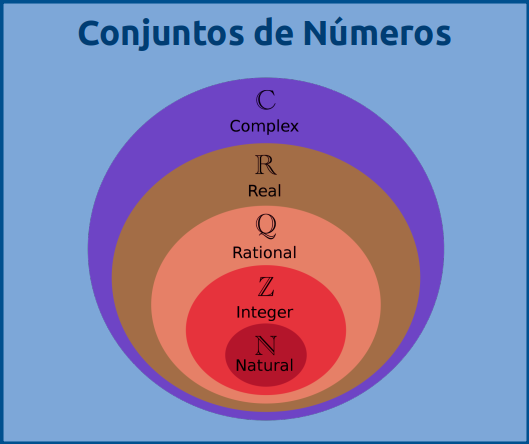 Conjuntos de Números
ℂ
Complex
ℝ
Real
ℚ
Rational
ℤ
Integer
ℕ
Natural